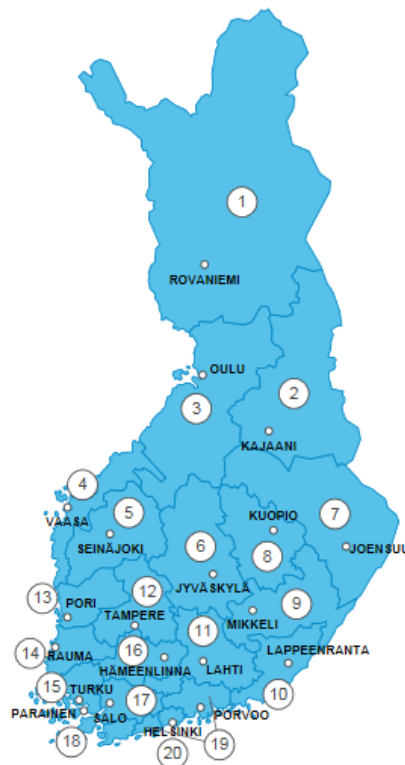 1
ROVANIEMI
OULU
2
3
KAJAANI
4
VAASA
5
SEINÄJOKI
KUOPIO
7
6
8
JOENSUU
JYVÄSKYLÄ
12
9
13
PORI
TAMPERE
11
MIKKELI
14
RAUMA
16
HÄMEENLINNA
LAHTI
LAPPEENRANTA
15
TURKU
17
10
PARAINEN
SALO
PORVOO
18
HELSINKI
19
20